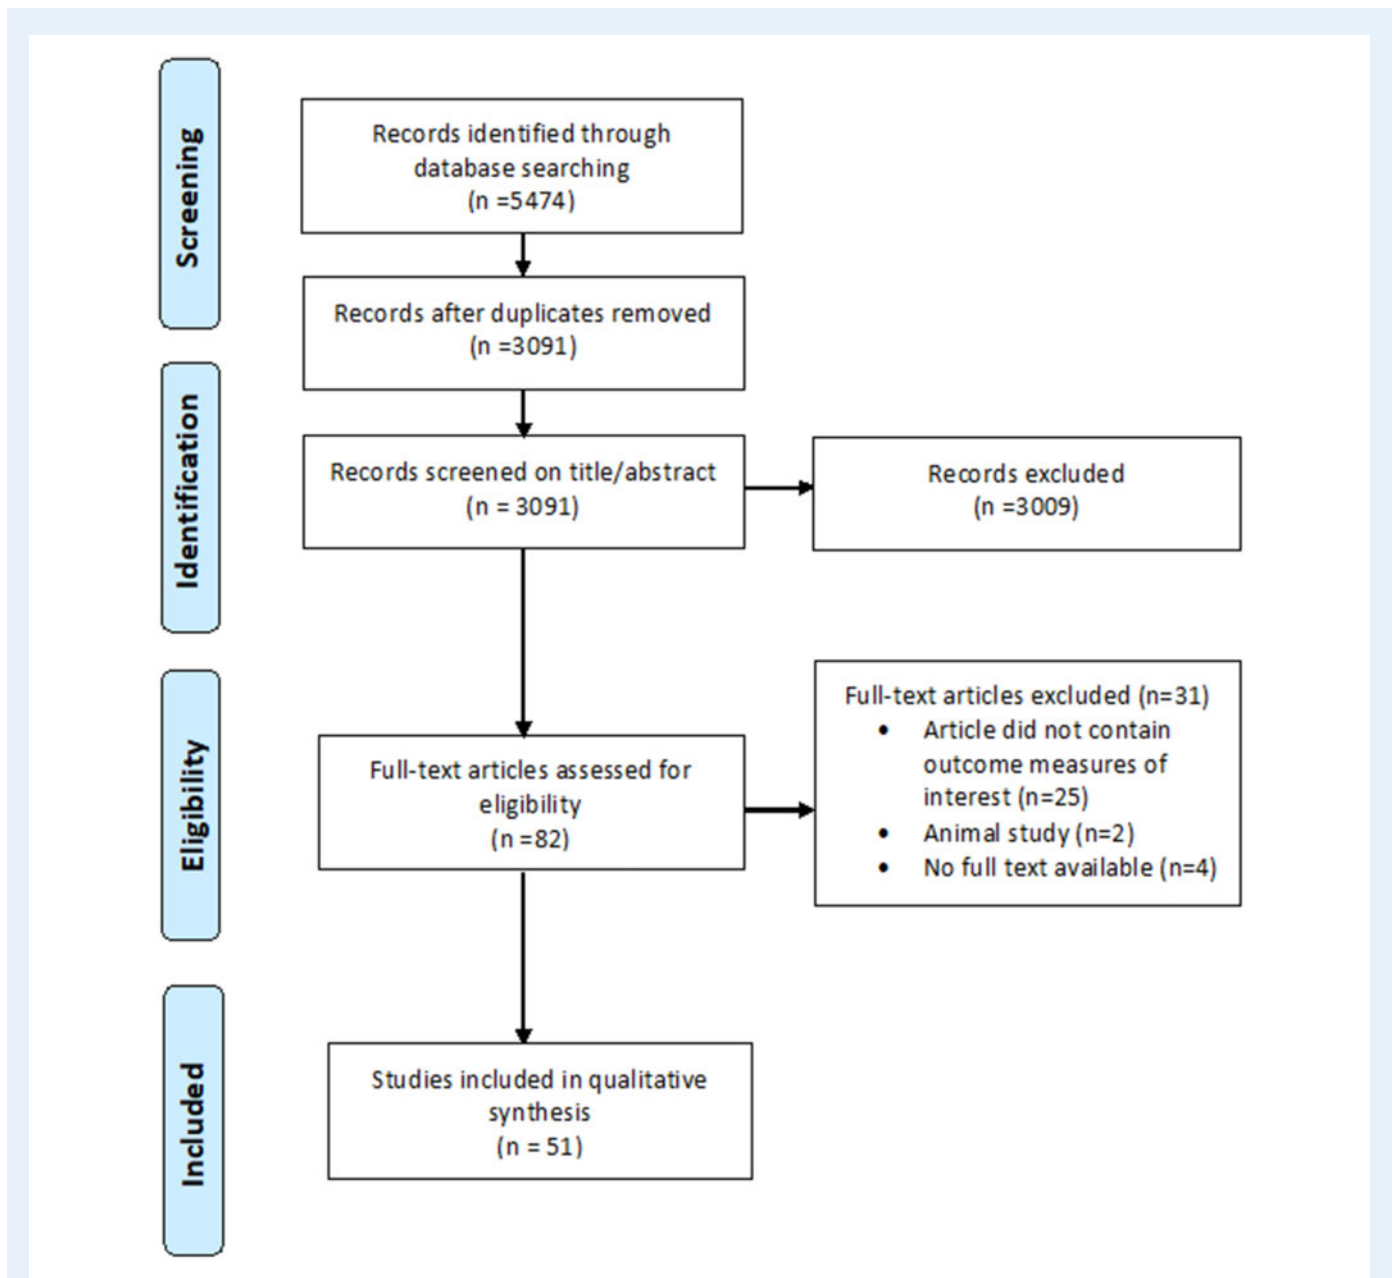 Screening
Records identified through
database searching
(n =5474)
Records after duplicates removed
(n =3091)
Identification
Records screened on title/abstract
(n = 3091)
Records excluded
(n =3009)
Eligibility
Full-text articles assessed for
eligibility
(n =82)
Full-text articles excluded (n=31)
• Article did not contain
outcome measures of
interest (n=25)
• Animal study (n=2)
• No full text available (n=4)
Included
Studies included in qualitative
synthesis
(n = 51)